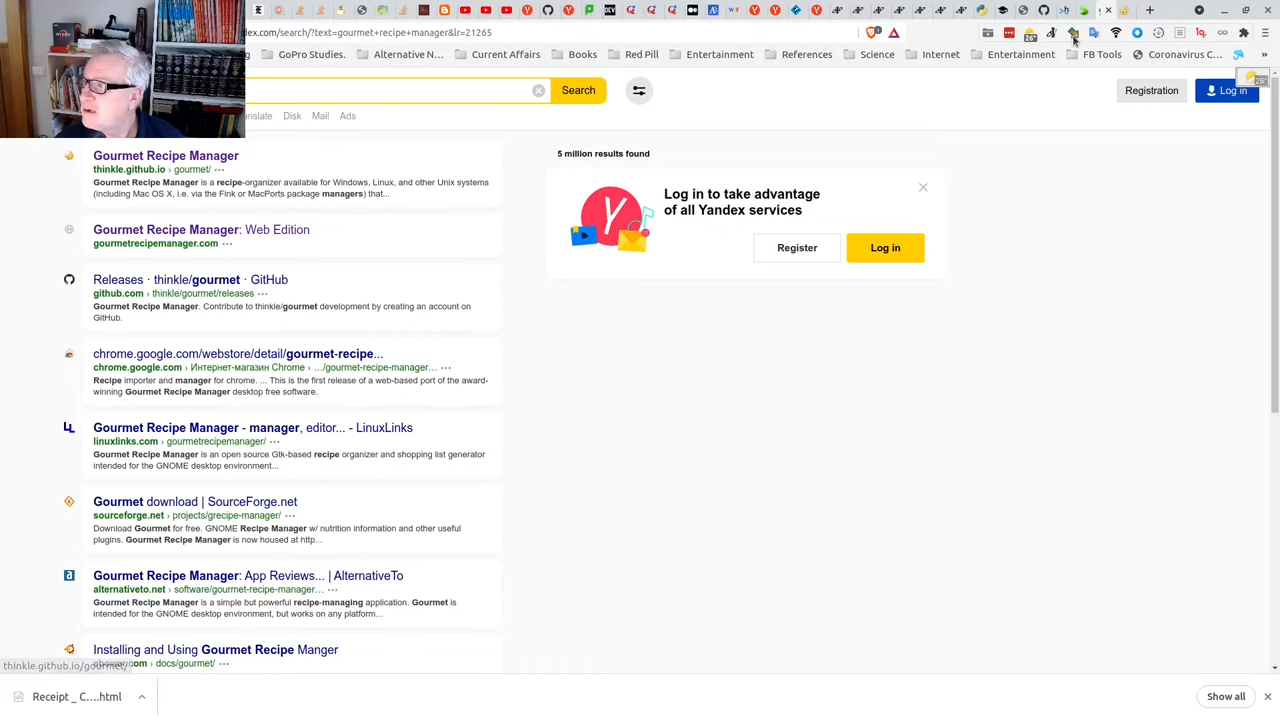 dex.com/search/?text=gourmet+recipe+manager&lr=21265
76
GoPro Studies.
Alternative N...
Current Affairs
Books
Red Pill
Entertainment
References
Science
Internet
Entertainment
FB Tools
Coronavirus C...
Search
Registration
Log in
26°
anslate
Disk
Mail
Ads
Gourmet Recipe Manager
thinkle.github.io › gourmet/ ···
Gourmet Recipe Manager is a recipe-organizer available for Windows, Linux, and other Unix systems
(including Mac OS X, i.e. via the Fink or MacPorts package managers) that...
Gourmet Recipe Manager: Web Edition
gourmetrecipemanager.com ···
Releases · thinkle/gourmet · GitHub
github.com › thinkle/gourmet/releases ···
Gourmet Recipe Manager. Contribute to thinkle/gourmet development by creating an account on
GitHub.
chrome.google.com/webstore/detail/gourmet-recipe...
chrome.google.com › Интернет-магазин Chrome › .../gourmet-recipe-manager... ···
Recipe importer and manager for chrome. ... This is the first release of a web-based port of the award-
winning Gourmet Recipe Manager desktop free software.
Gourmet Recipe Manager - manager, editor... - LinuxLinks
linuxlinks.com › gourmetrecipemanager/ ···
Gourmet Recipe Manager is an open source Gtk-based recipe organizer and shopping list generator
intended for the GNOME desktop environment...
Gourmet download | SourceForge.net
sourceforge.net › projects/grecipe-manager/ ···
Download Gourmet for free. GNOME Recipe Manager w/ nutrition information and other useful
plugins. Gourmet Recipe Manager is now housed at http...
Gourmet Recipe Manager: App Reviews... | AlternativeTo
alternativeto.net › software/gourmet-recipe-manager... ···
Gourmet Recipe Manager is a simple but powerful recipe-managing application. Gourmet is
intended for the GNOME desktop environment, but works on any platform...
Installing and Using Gourmet Recipe Manger
com › docs/gourmet/ ···
5 million results found
Log in to take advantage
of all Yandex services
Register
Log in
thinkle.github.io/gourmet/
Receipt _ C....html
Show all